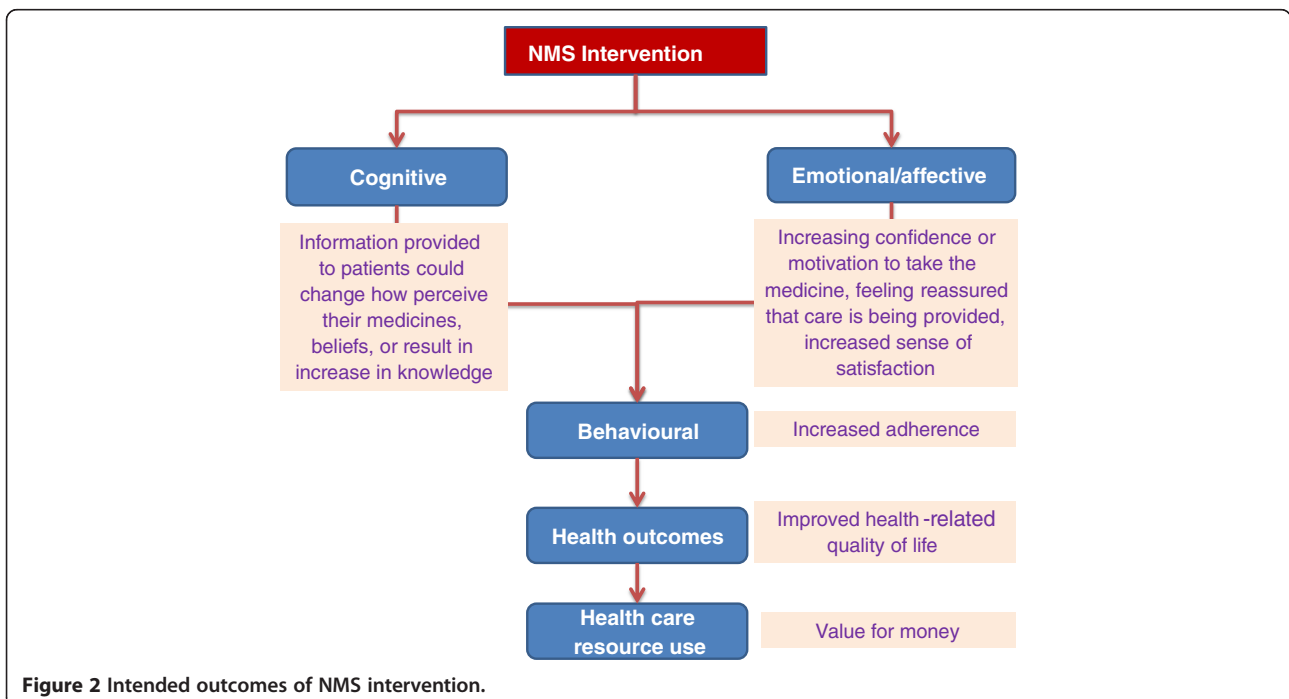 NMS Intervention
Cognitive
Emotional/affective
Information provided
to patients could
change how perceive
their medicines,
beliefs, or result in
increase in knowledge
Increasing confidence or
motivation to take the
medicine, feeling reassured
that care is being provided,
increased sense of
satisfaction
Behavioural
Increased adherence
Health outcomes
Improved health-related
quality of life
Health care
resource use
Value for money
Figure 2 Intended outcomes of NMS intervention.